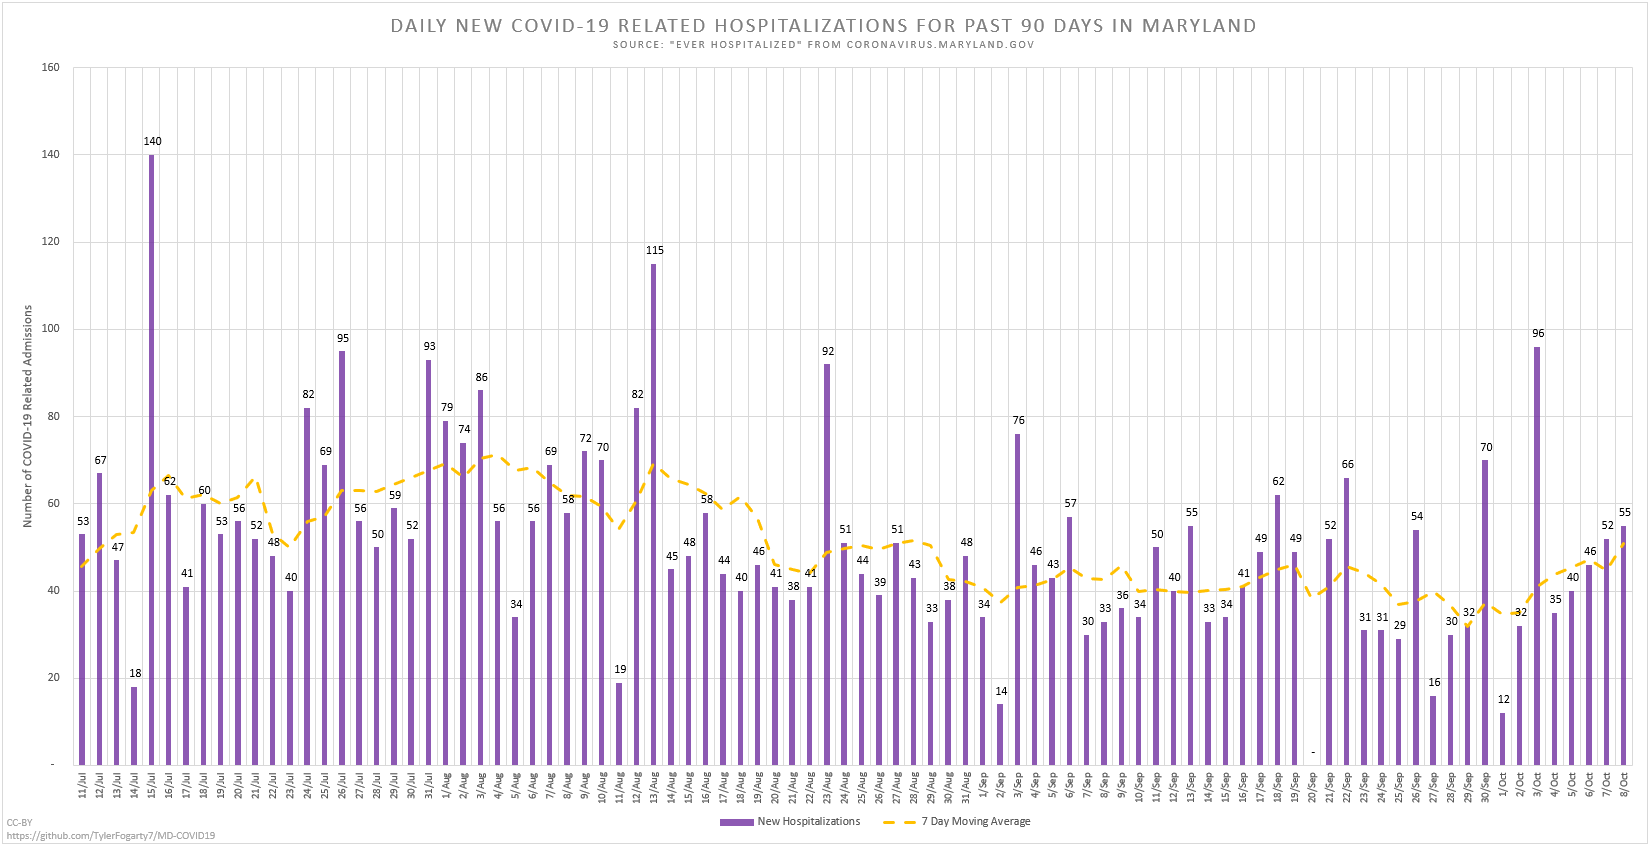 DAILY NEW COVID-19 RELATED HOSPITALIZATIONS FOR PAST 90 DAYS IN MARYLAND
SOURCE: "EVER HOSPITALIZED" FROM CORONAVIRUS.MARYLAND.GOV
Number of COVID-19 Related Admissions
160
140
120
100
80
60
40
20
-
53 67 47 18 140 62 41 60 53 56 52 48 40 82 69 95 56 50 59 52 93 79 74 86 56 34 56 69 58 72 70 19 82 115 45 48 58 44 40 46 41 38 41 92 51 44 39 51 43 33 38 48 34 14 76 46 43 57 30 33 36 34 50 40 55 33 34 41 49 62 49 - 52 66 31 31 29 54 16 30 32 70 12 32 96 35 40 46 52 55
11/Jul 12/Jul 13/Jul 14/Jul 15/Jul 16/Jul 17/Jul 18/Jul 19/Jul 20/Jul 21/Jul 22/Jul 23/Jul 24/Jul 25/Jul 26/Jul 27/Jul 28/Jul 29/Jul 30/Jul 31/Jul 1/Aug 2/Aug 3/Aug 4/Aug 5/Aug 6/Aug 7/Aug 8/Aug 9/Aug 10/Aug 11/Aug 12/Aug 13/Aug 14/Aug 15/Aug 16/Aug 17/Aug 18/Aug 19/Aug 20/Aug 21/Aug 22/Aug 23/Aug 24/Aug 25/Aug 26/Aug 27/Aug 28/Aug 29/Aug 30/Aug 31/Aug 1/Sep 2/Sep 3/Sep 4/Sep 5/Sep 6/Sep 7/Sep 8/Sep 9/Sep 10/Sep 11/Sep 12/Sep 13/Sep 14/Sep 15/Sep 16/Sep 17/Sep 18/Sep 19/Sep 20/Sep 21/Sep 22/Sep 23/Sep 24/Sep 25/Sep 26/Sep 27/Sep 28/Sep 29/Sep 30/Sep 1/Oct 2/Oct 3/Oct 4/Oct 5/Oct 6/Oct 7/Oct 8/Oct
New Hospitalizations 7 Day Moving Average
CC-BY
https://github.com/TylerFogarty7/MD-COVID19